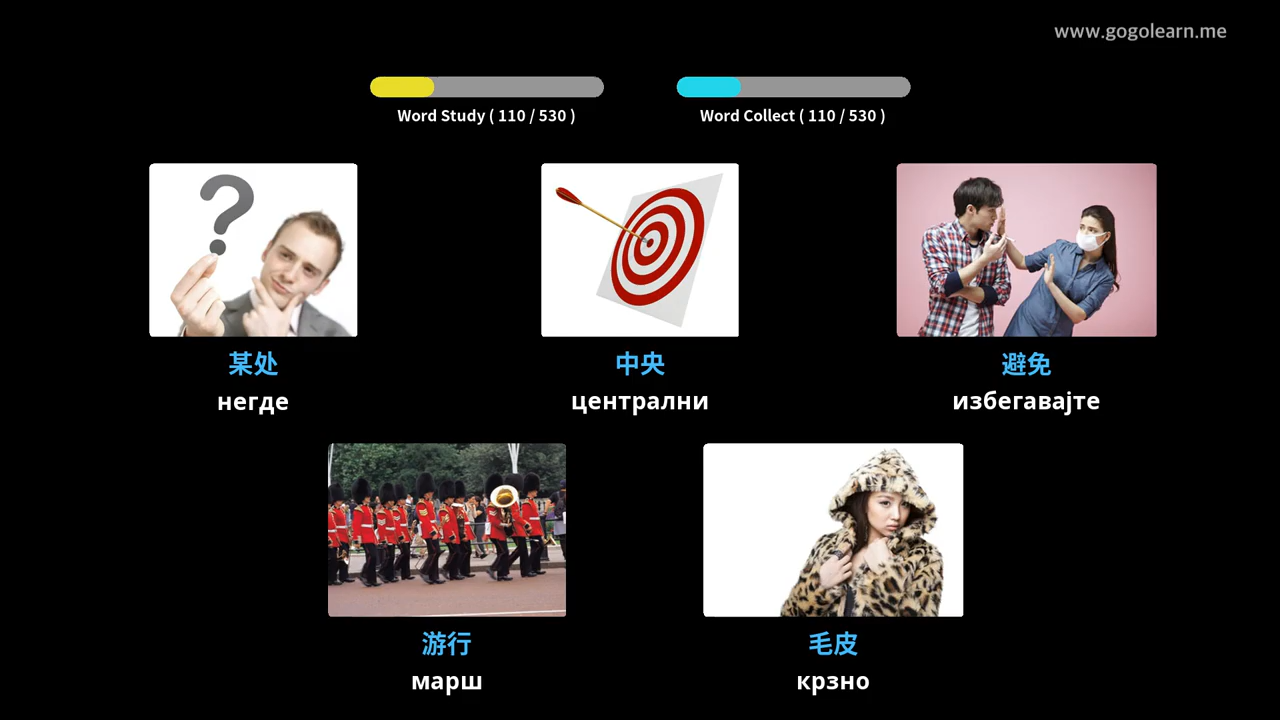 www.gogolearn.me
Word Study ( 110 / 530 )
Word Collect ( 110 / 530 )
某处
негде
中央
централни
避免
избегавајте
游行
марш
毛皮
крзно